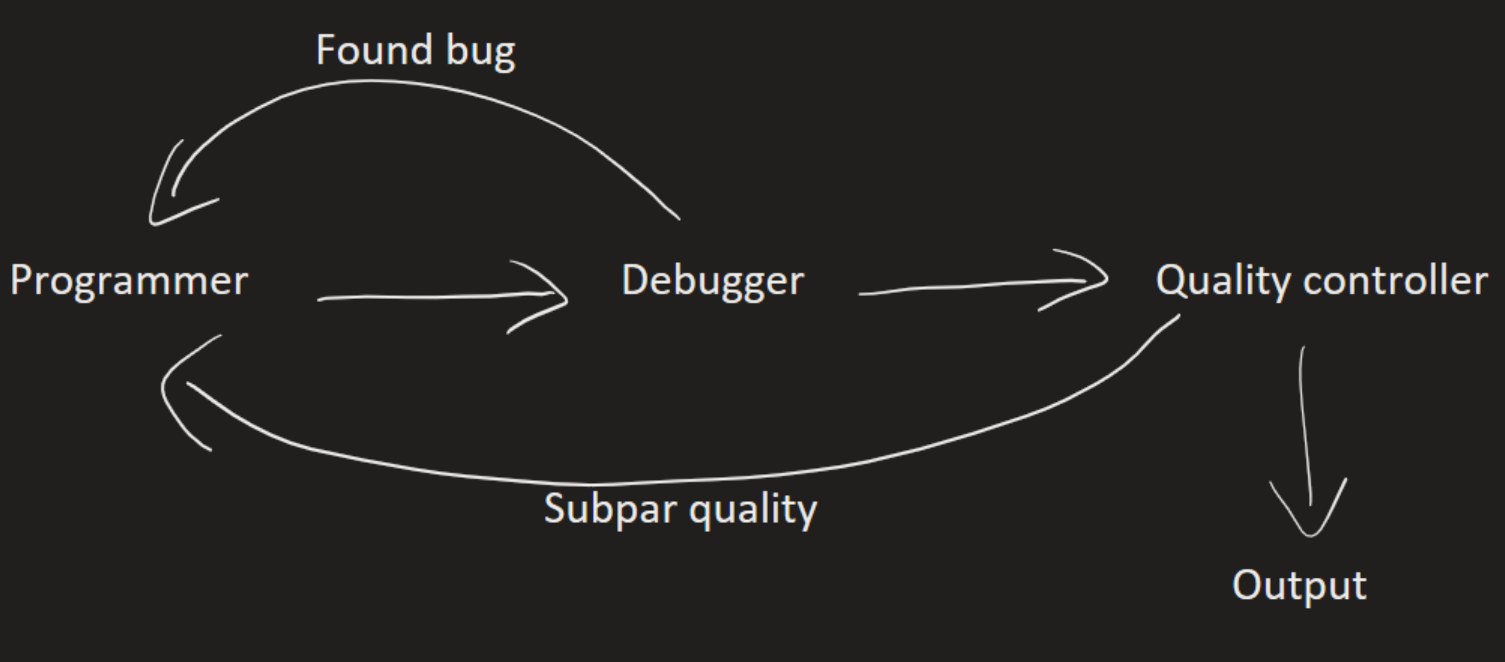 Found bug
Programmer
Debugger
Quality controller
Subpar quality
Output